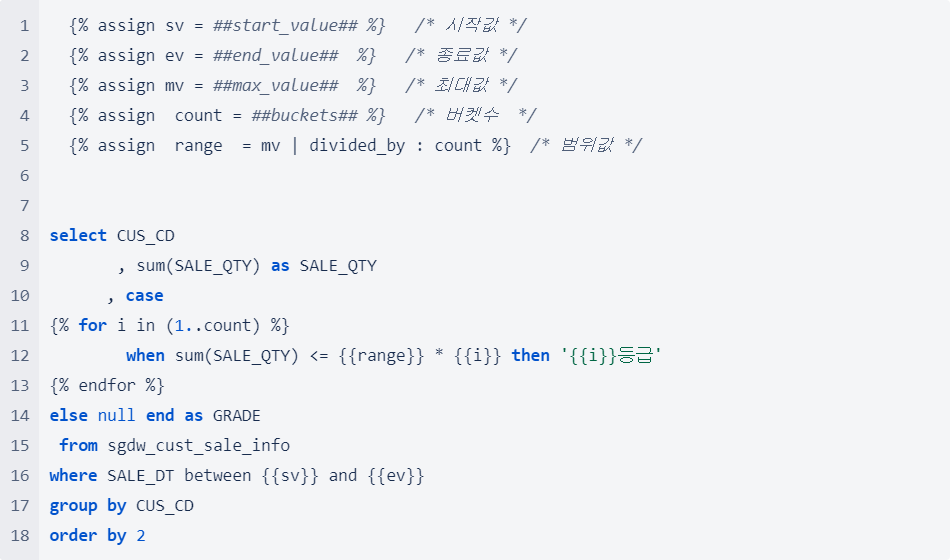 1 {% assign sv = ##start_value## %} /* 시작값 */
2 {% assign ev = ##end_value## %} /* 종료값 */
3 {% assign mv = ##max_value## %} /* 최대값 */
4 {% assign count = ##buckets## %} /* 버켓수 */
5 {% assign range = mv | divided_by : count %} /* 범위값 */
6
7
8 select CUS_CD
9 , sum(SALE_QTY) as SALE_QTY
10 , case
11 {% for i in (1..count) %}
12 when sum(SALE_QTY) <= {{range}} * {{i}} then '{{i}}등급'
13 {% endfor %}
14 else null end as GRADE
15 from sgdw_cust_sale_info
16 where SALE_DT between {{sv}} and {{ev}}
17 group by CUS_CD
18 order by 2